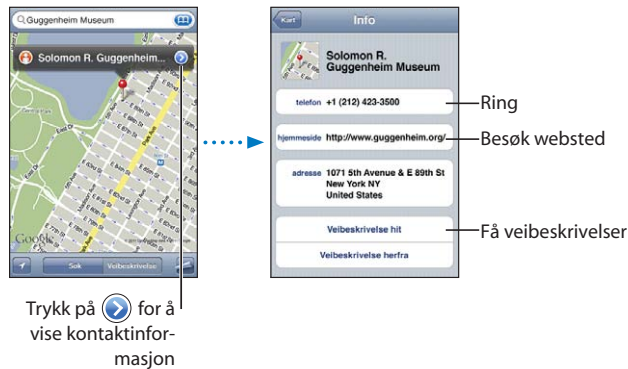 Guggenheim Museum
Solomon R. Guggenheim...
Google
Søk
Veibeskrivelse
Trykk på for å
vise kontaktinfor-
masjon
Kart
Info
Solomon R.
Guggenheim Museum
telefon +1 (212) 423-3500
hjemmeside http://www.guggenheim.org/
adresse 1071 5th Avenue & E 89th St
New York NY
United States
Veibeskrivelse hit
Veibeskrivelse herfra
Ring
Besøk websted
Få veibeskrivelser